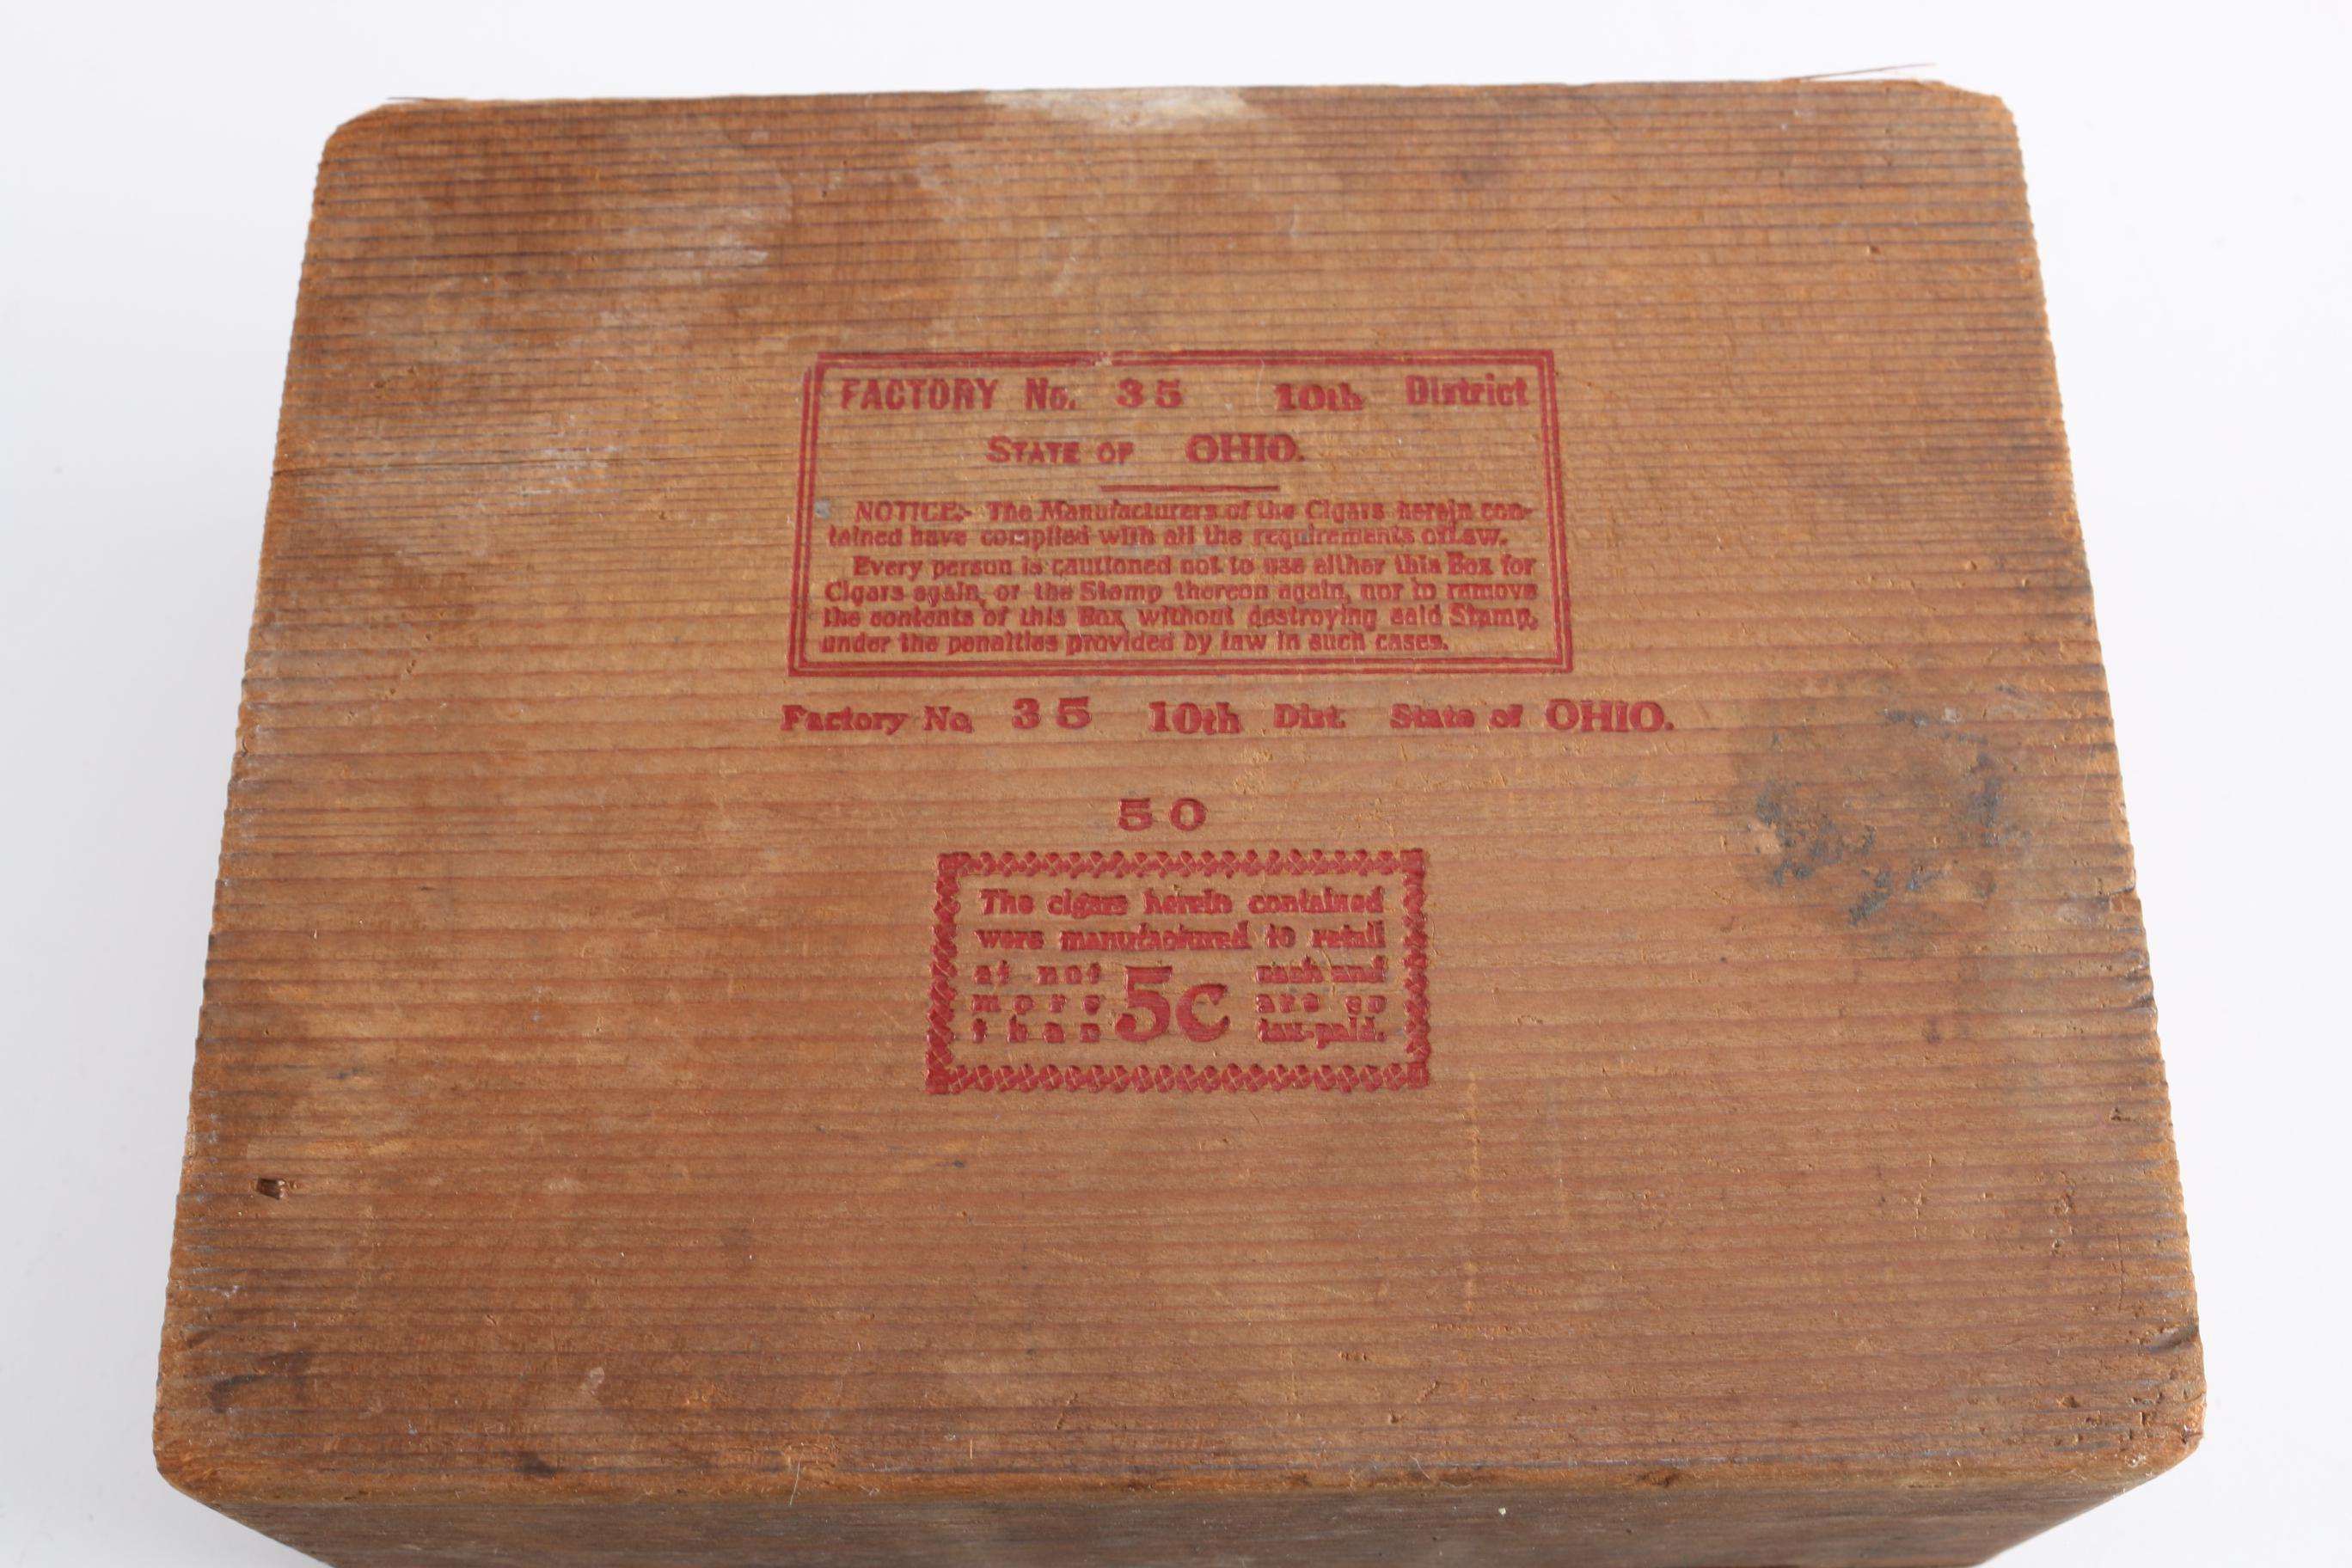 FACTORY No. 35 10th District
STATE OF OHIO.
NOTICE:- The Manufacturers of the Cigars herein con-
tained have complied with all the requirements of Law.
Every person is cautioned not to use either this Box for
Cigars again, or the Stamp thereon again, nor to remove
the contents of this Box without destroying said Stamp,
under the penalties provided by law in such cases.
Factory No. 35 10th Dist. State of OHIO.
50
The cigars herein contained
were manufactured to retail
at not each and
more 5c are so
than tax-paid.